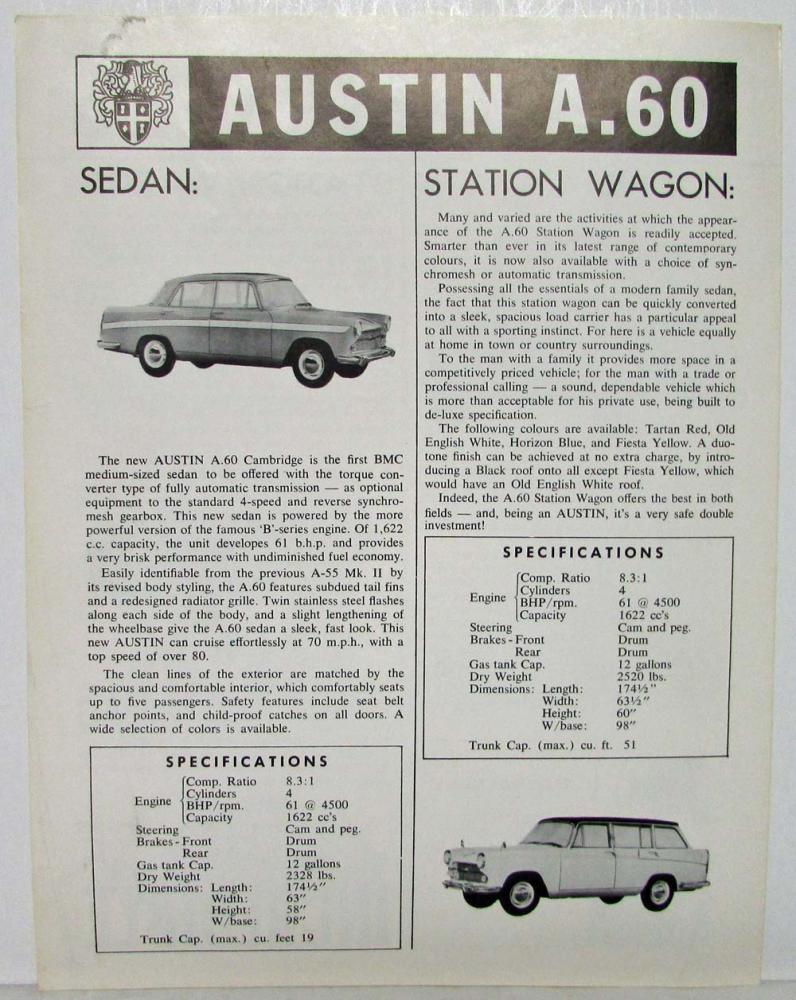 AUSTIN A.60
SEDAN:
The new AUSTIN A.60 Cambridge is the first BMC
medium-sized sedan to be offered with the torque con-
verter type of fully automatic transmission — as optional
equipment to the standard 4-speed and reverse synchro-
mesh gearbox. This new sedan is powered by the more
powerful version of the famous 'B'-series engine. Of 1,622
c.c. capacity, the unit developes 61 b.h.p. and provides
a very brisk performance with undiminished fuel economy.
Easily identifiable from the previous A-55 Mk. II by
its revised body styling, the A.60 features subdued tail fins
and a redesigned radiator grille. Twin stainless steel flashes
along each side of the body, and a slight lengthening of
the wheelbase give the A.60 sedan a sleek, fast look. This
new AUSTIN can cruise effortlessly at 70 m.p.h., with a
top speed of over 80.
The clean lines of the exterior are matched by the
spacious and comfortable interior, which comfortably seats
up to five passengers. Safety features include seat belt
anchor points, and child-proof catches on all doors. A
wide selection of colors is available.
SPECIFICATIONS
Comp. Ratio 8.3:1
Cylinders 4
Engine BHP/rpm. 61 @ 4500
Capacity 1622 cc's
Steering Cam and peg.
Brakes - Front Drum
Rear Drum
Gas tank Cap. 12 gallons
Dry Weight 2328 lbs.
Dimensions: Length: 174½"
Width: 63"
Height: 58"
W/base: 98"
Trunk Cap. (max.) cu. feet 19
STATION WAGON:
Many and varied are the activities at which the appear-
ance of the A.60 Station Wagon is readily accepted.
Smarter than ever in its latest range of contemporary
colours, it is now also available with a choice of syn-
chromesh or automatic transmission.
Possessing all the essentials of a modern family sedan,
the fact that this station wagon can be quickly converted
into a sleek, spacious load carrier has a particular appeal
to all with a sporting instinct. For here is a vehicle equally
at home in town or country surroundings.
To the man with a family it provides more space in a
competitively priced vehicle; for the man with a trade or
professional calling — a sound, dependable vehicle which
is more than acceptable for his private use, being built to
de-luxe specification.
The following colours are available: Tartan Red, Old
English White, Horizon Blue, and Fiesta Yellow. A duo-
tone finish can be achieved at no extra charge, by intro-
ducing a Black roof onto all except Fiesta Yellow, which
would have an Old English White roof.
Indeed, the A.60 Station Wagon offers the best in both
fields — and, being an AUSTIN, it's a very safe double
investment!
SPECIFICATIONS
Comp. Ratio 8.3:1
Cylinders 4
Engine BHP/rpm. 61 @ 4500
Capacity 1622 cc's
Steering Cam and peg.
Brakes - Front Drum
Rear Drum
Gas tank Cap. 12 gallons
Dry Weight 2520 lbs.
Dimensions: Length: 174½"
Width: 63½"
Height: 60"
W/base: 98"
Trunk Cap. (max.) cu. ft. 51